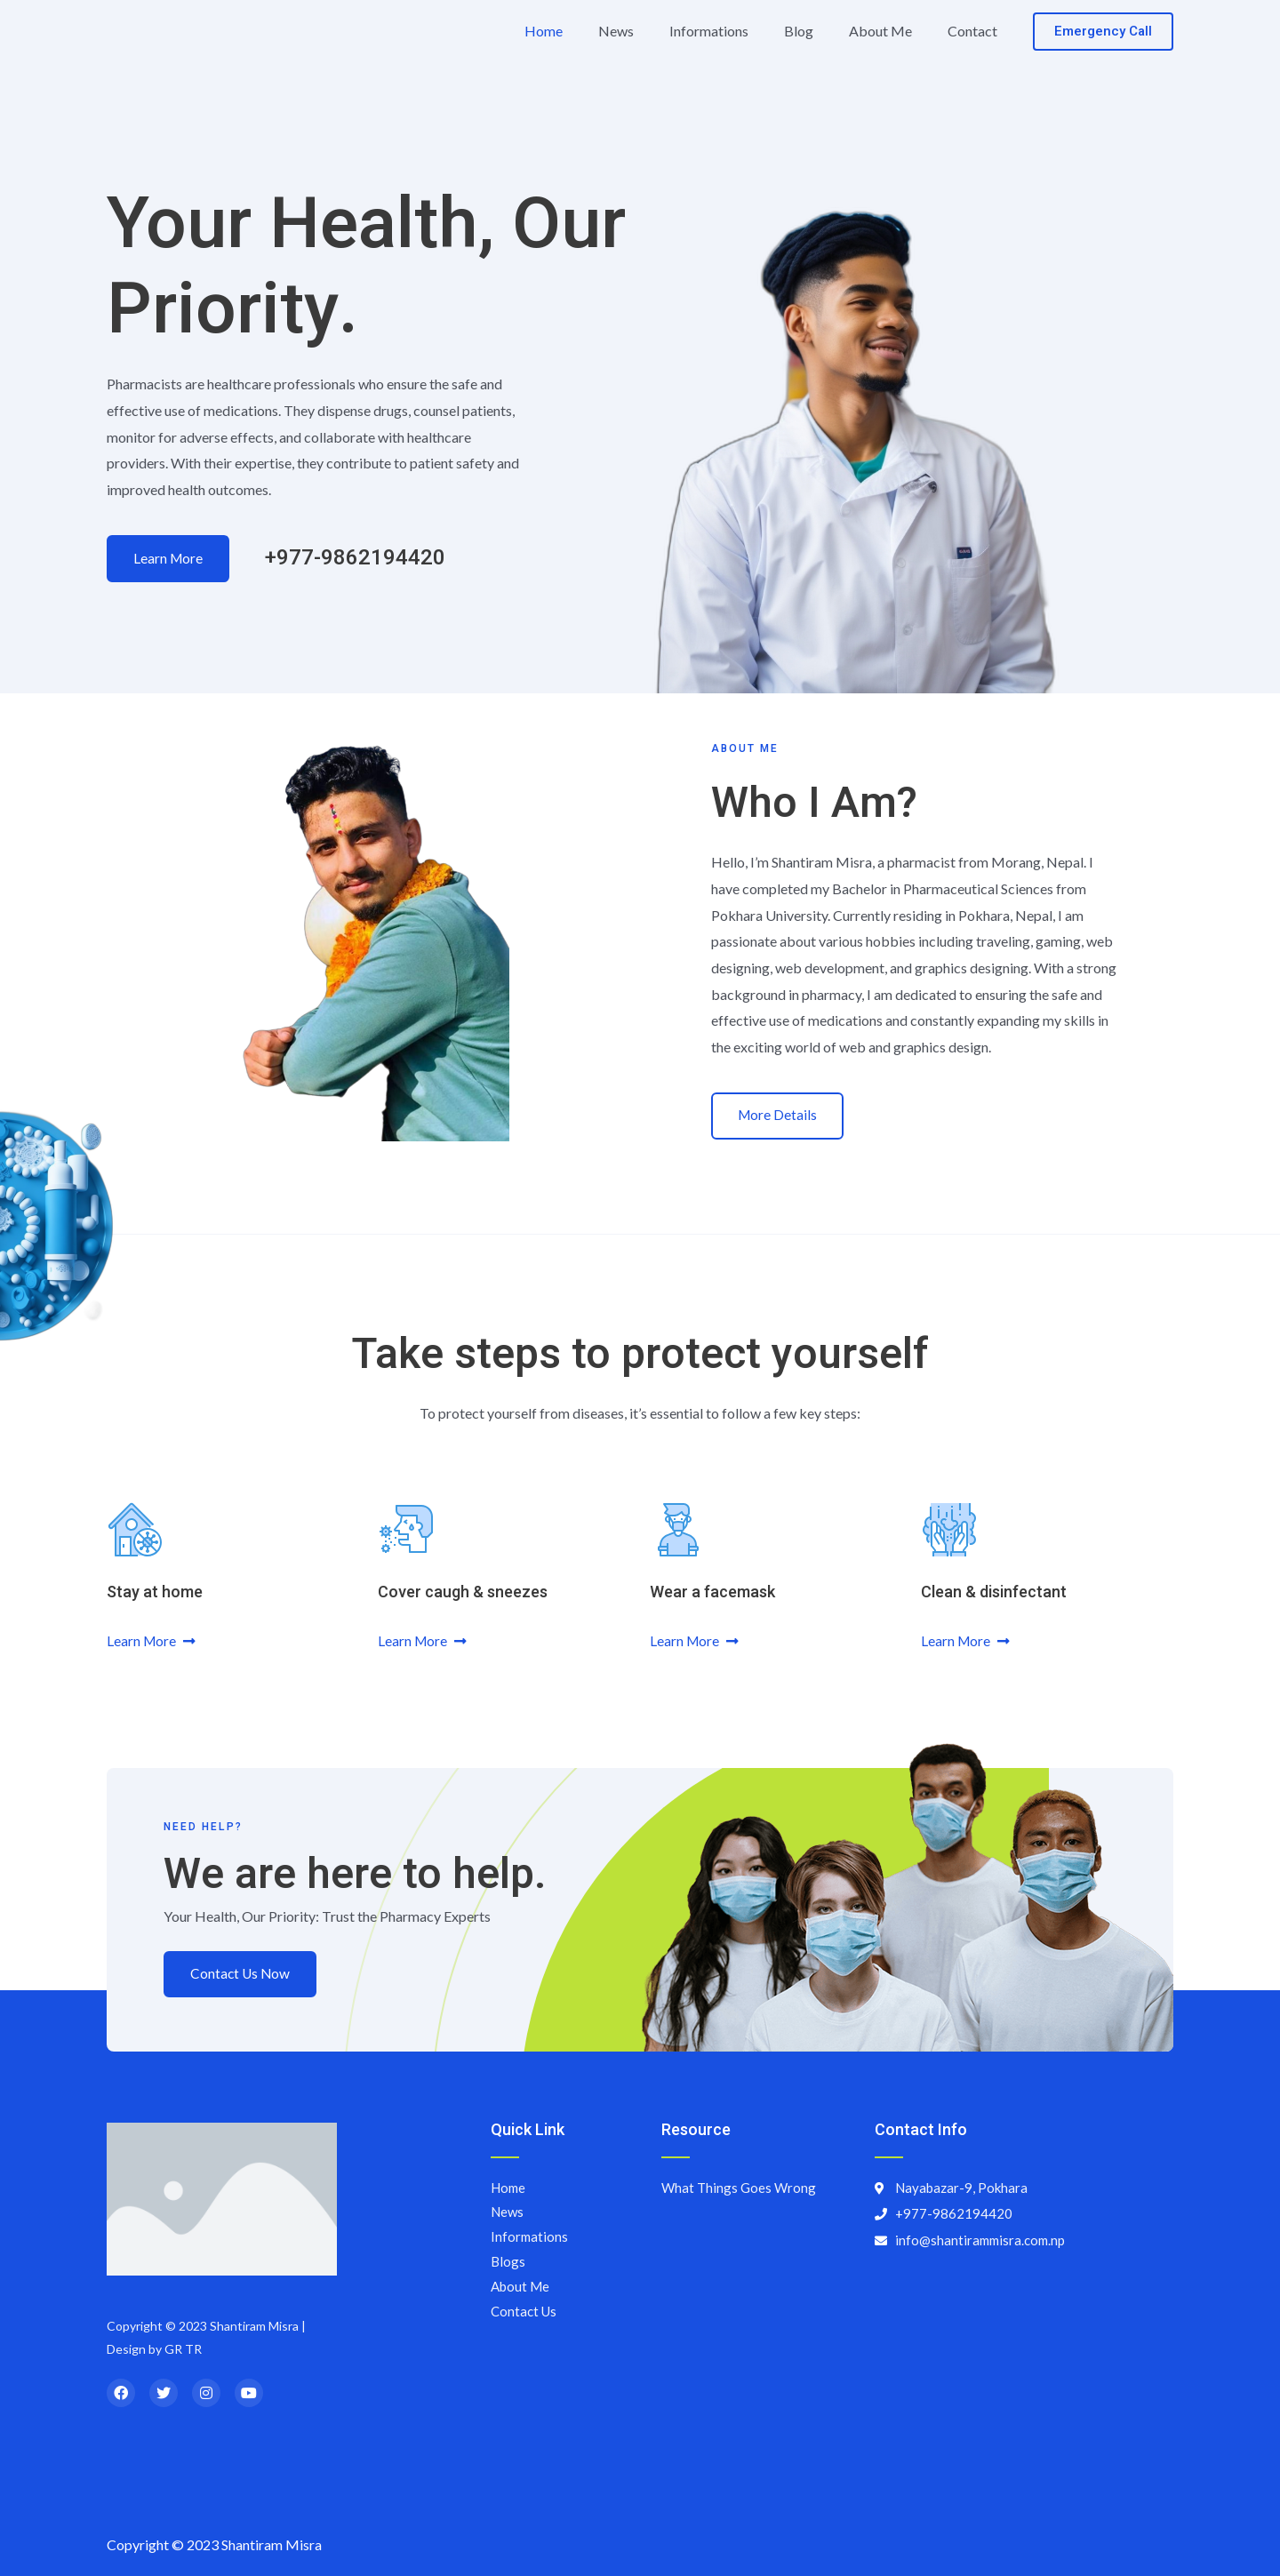 Home
News
Informations
Blog
About Me
Contact
Emergency Call
Your Health, Our
Priority.
Pharmacists are healthcare professionals who ensure the safe and
effective use of medications. They dispense drugs, counsel patients,
monitor for adverse effects, and collaborate with healthcare
providers. With their expertise, they contribute to patient safety and
improved health outcomes.
Learn More
+977-9862194420
ABOUT ME
Who I Am?
Hello, I’m Shantiram Misra, a pharmacist from Morang, Nepal. I
have completed my Bachelor in Pharmaceutical Sciences from
Pokhara University. Currently residing in Pokhara, Nepal, I am
passionate about various hobbies including traveling, gaming, web
designing, web development, and graphics designing. With a strong
background in pharmacy, I am dedicated to ensuring the safe and
effective use of medications and constantly expanding my skills in
the exciting world of web and graphics design.
More Details
Take steps to protect yourself
To protect yourself from diseases, it’s essential to follow a few key steps:
Stay at home
Learn More
Cover caugh & sneezes
Learn More
Wear a facemask
Learn More
Clean & disinfectant
Learn More
NEED HELP?
We are here to help.
Your Health, Our Priority: Trust the Pharmacy Experts
Contact Us Now
Copyright © 2023 Shantiram Misra |
Design by GR TR
Quick Link
Home
News
Informations
Blogs
About Me
Contact Us
Resource
What Things Goes Wrong
Contact Info
Nayabazar-9, Pokhara
+977-9862194420
info@shantirammisra.com.np
Copyright © 2023 Shantiram Misra